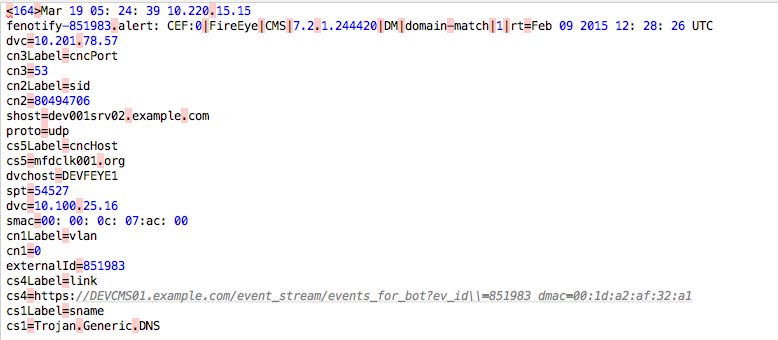 <164>Mar 19 05: 24: 39 10.220.15.15
fenotify-851983.alert: CEF:0|FireEye|CMS|7.2.1.244420|DM|domain-match|1|rt=Feb 09 2015 12: 28: 26 UTC
dvc=10.201.78.57
cn3Label=cncPort
cn3=53
cn2Label=sid
cn2=80494706
shost=dev001srv02.example.com
proto=udp
cs5Label=cncHost
cs5=mfdclk001.org
dvchost=DEVFEYE1
spt=54527
dvc=10.100.25.16
smac=00: 00: 0c: 07:ac: 00
cn1Label=vlan
cn1=0
externalId=851983
cs4Label=link
cs4=https://DEVCMS01.example.com/event_stream/events_for_bot?ev_id\\=851983 dmac=00:1d:a2:af:32:a1
cs1Label=sname
cs1=Trojan.Generic.DNS